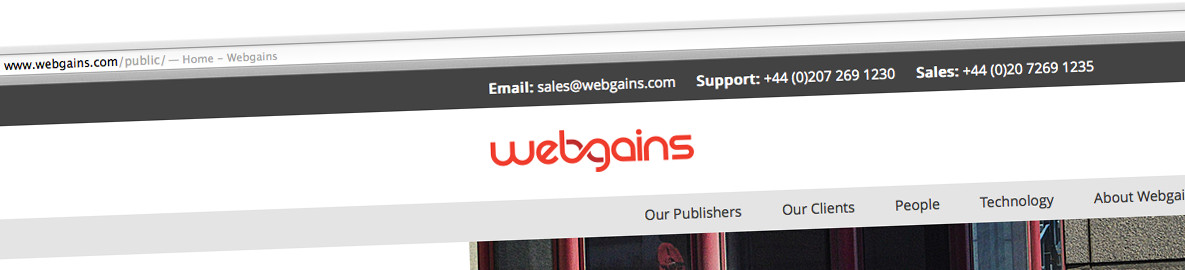 www.webgains.com/public/ — Home – Webgains
Email: sales@webgains.com Support: +44 (0)207 269 1230 Sales: +44 (0)20 7269 1235
webgains
Our Publishers Our Clients People Technology About Webgai